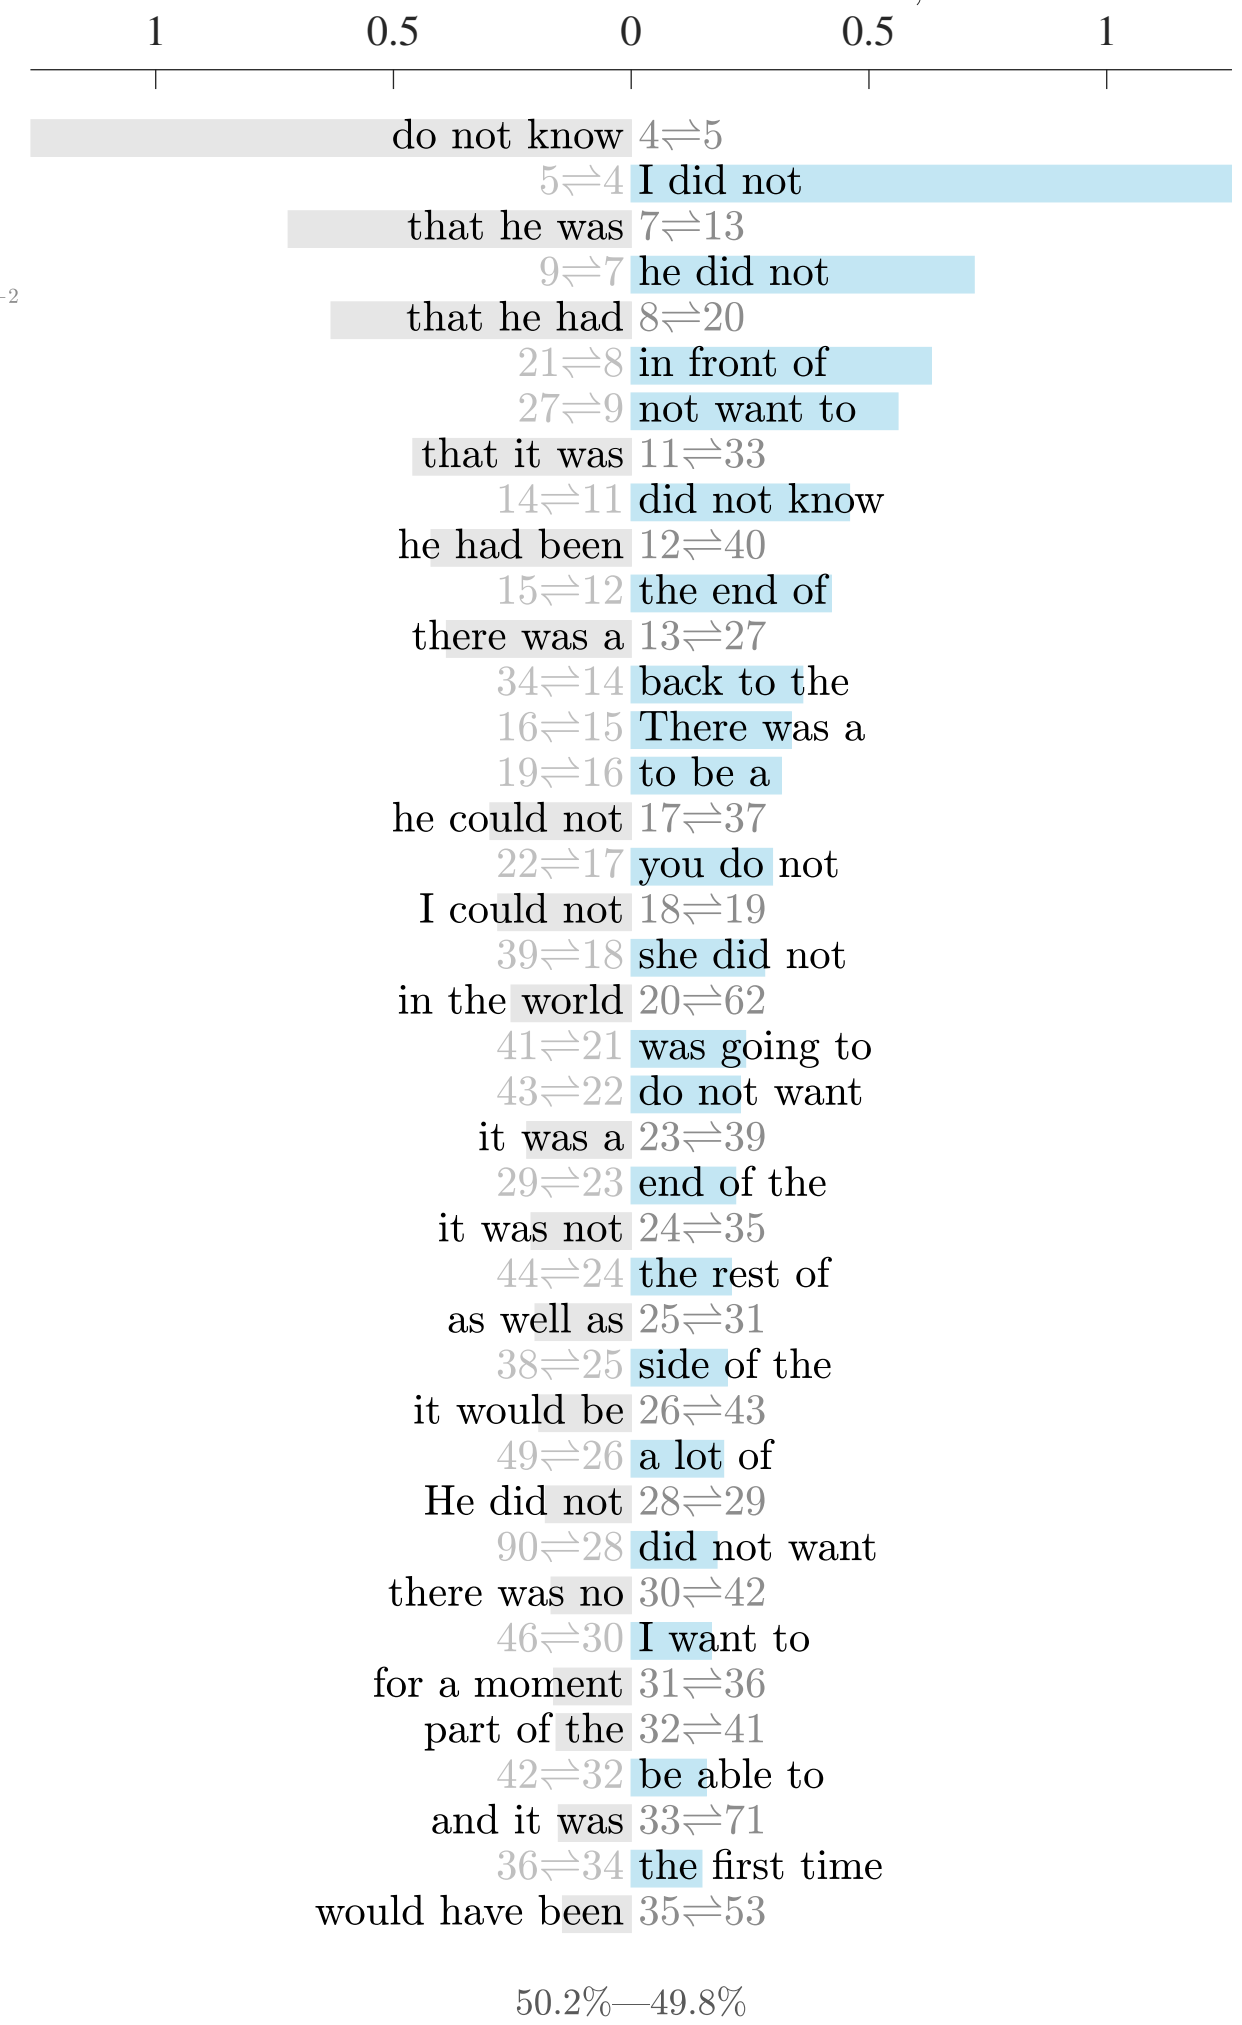 1 0.5 0 0.5 1
do not know 4⇌5
5⇌4 I did not
that he was 7⇌13
9⇌7 he did not
–2
that he had 8⇌20
21⇌8 in front of
27⇌9 not want to
that it was 11⇌33
14⇌11 did not know
he had been 12⇌40
15⇌12 the end of
there was a 13⇌27
34⇌14 back to the
16⇌15 There was a
19⇌16 to be a
he could not 17⇌37
22⇌17 you do not
I could not 18⇌19
39⇌18 she did not
in the world 20⇌62
41⇌21 was going to
43⇌22 do not want
it was a 23⇌39
29⇌23 end of the
it was not 24⇌35
44⇌24 the rest of
as well as 25⇌31
38⇌25 side of the
it would be 26⇌43
49⇌26 a lot of
He did not 28⇌29
90⇌28 did not want
there was no 30⇌42
46⇌30 I want to
for a moment 31⇌36
part of the 32⇌41
42⇌32 be able to
and it was 33⇌71
36⇌34 the first time
would have been 35⇌53
50.2%—49.8%